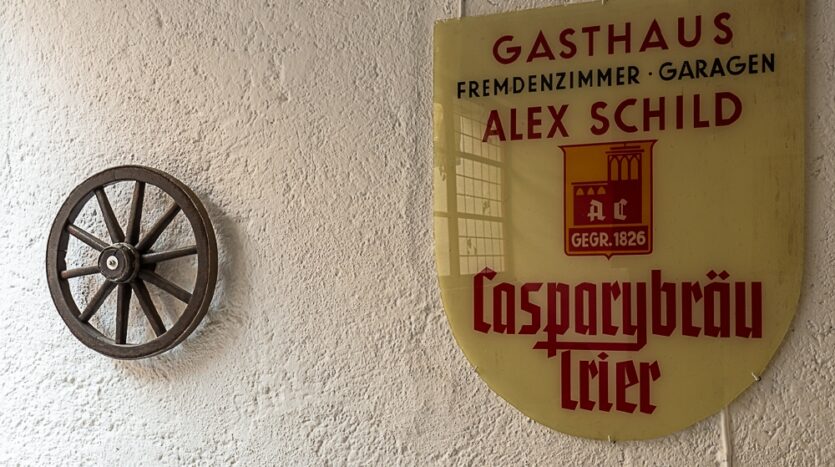 GASTHAUS
FREMDENZIMMER · GARAGEN
ALEX SCHILD
AC
GEGR. 1826
Casparybräu
Trier